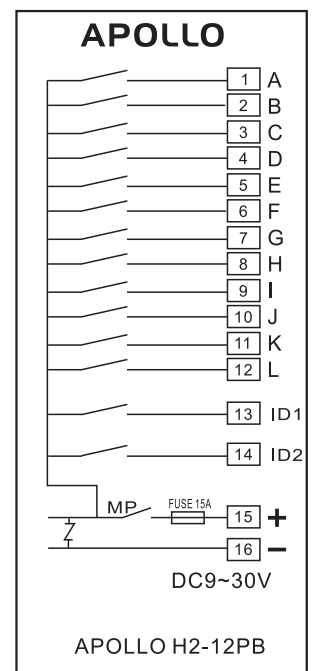 APOLLO
1 A
2 B
3 C
4 D
5 E
6 F
7 G
8 H
9 I
10 J
11 K
12 L
13 ID1
14 ID2
MP FUSE 15A 15 +
16 −
DC9~30V
APOLLO H2-12PB